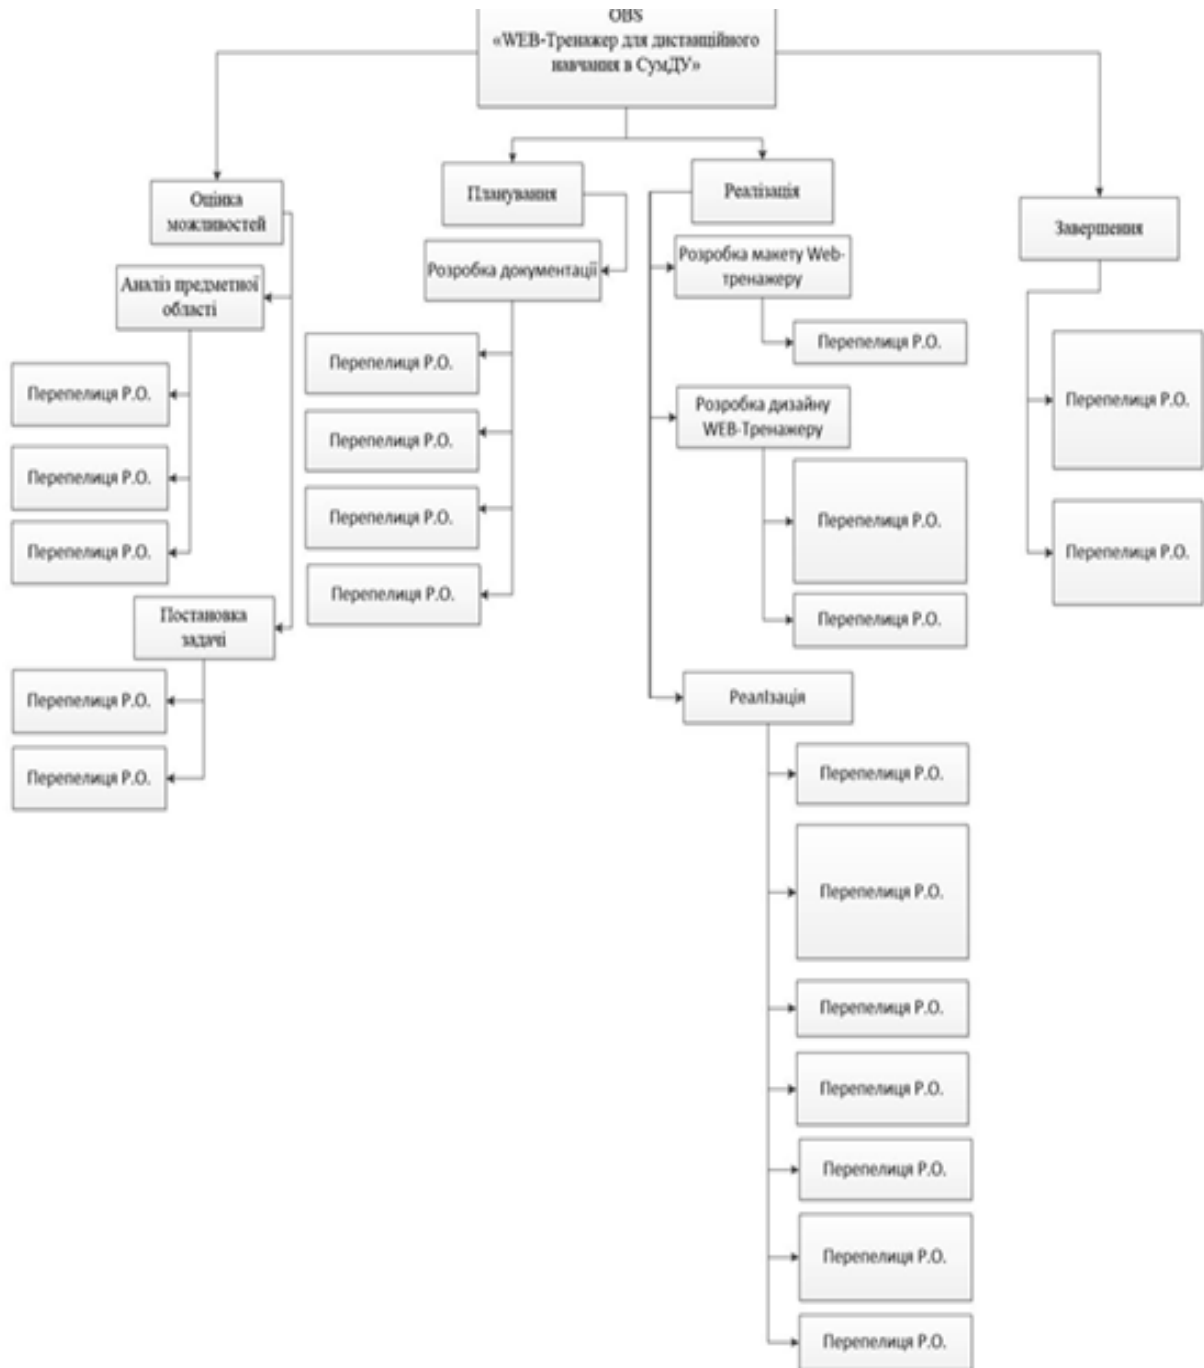 OBS
«WEB-Тренажер для дистанційного
навчання в СумДУ»
Оцінка
можливостей
Аналіз предметної
області
Перепелиця Р.О.
Перепелиця Р.О.
Перепелиця Р.О.
Постановка
задачі
Перепелиця Р.О.
Перепелиця Р.О.
Планування
Розробка документації
Перепелиця Р.О.
Перепелиця Р.О.
Перепелиця Р.О.
Перепелиця Р.О.
Реалізація
Розробка макету Web-
тренажеру
Перепелиця Р.О.
Розробка дизайну
WEB-Тренажеру
Перепелиця Р.О.
Перепелиця Р.О.
Реалізація
Перепелиця Р.О.
Перепелиця Р.О.
Перепелиця Р.О.
Перепелиця Р.О.
Перепелиця Р.О.
Перепелиця Р.О.
Перепелиця Р.О.
Завершення
Перепелиця Р.О.
Перепелиця Р.О.